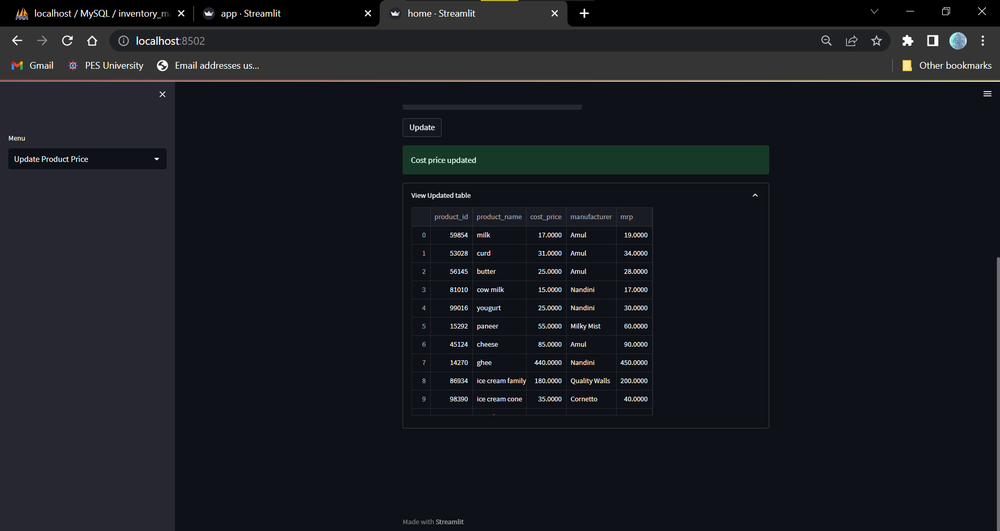 localhost / MySQL / inventory_m
app · Streamlit
home · Streamlit
localhost:8502
Gmail
PES University
Email addresses us...
Other bookmarks
Menu
Update Product Price
Update
Cost price updated
View Updated table
product_id product_name cost_price manufacturer mrp
0 59854 milk 17.0000 Amul 19.0000
1 53028 curd 31.0000 Amul 34.0000
2 56145 butter 25.0000 Amul 28.0000
3 81010 cow milk 15.0000 Nandini 17.0000
4 99016 yougurt 25.0000 Nandini 30.0000
5 15292 paneer 55.0000 Milky Mist 60.0000
6 45124 cheese 85.0000 Amul 90.0000
7 14270 ghee 440.0000 Nandini 450.0000
8 86934 ice cream family 180.0000 Quality Walls 200.0000
9 98390 ice cream cone 35.0000 Cornetto 40.0000
Made with Streamlit